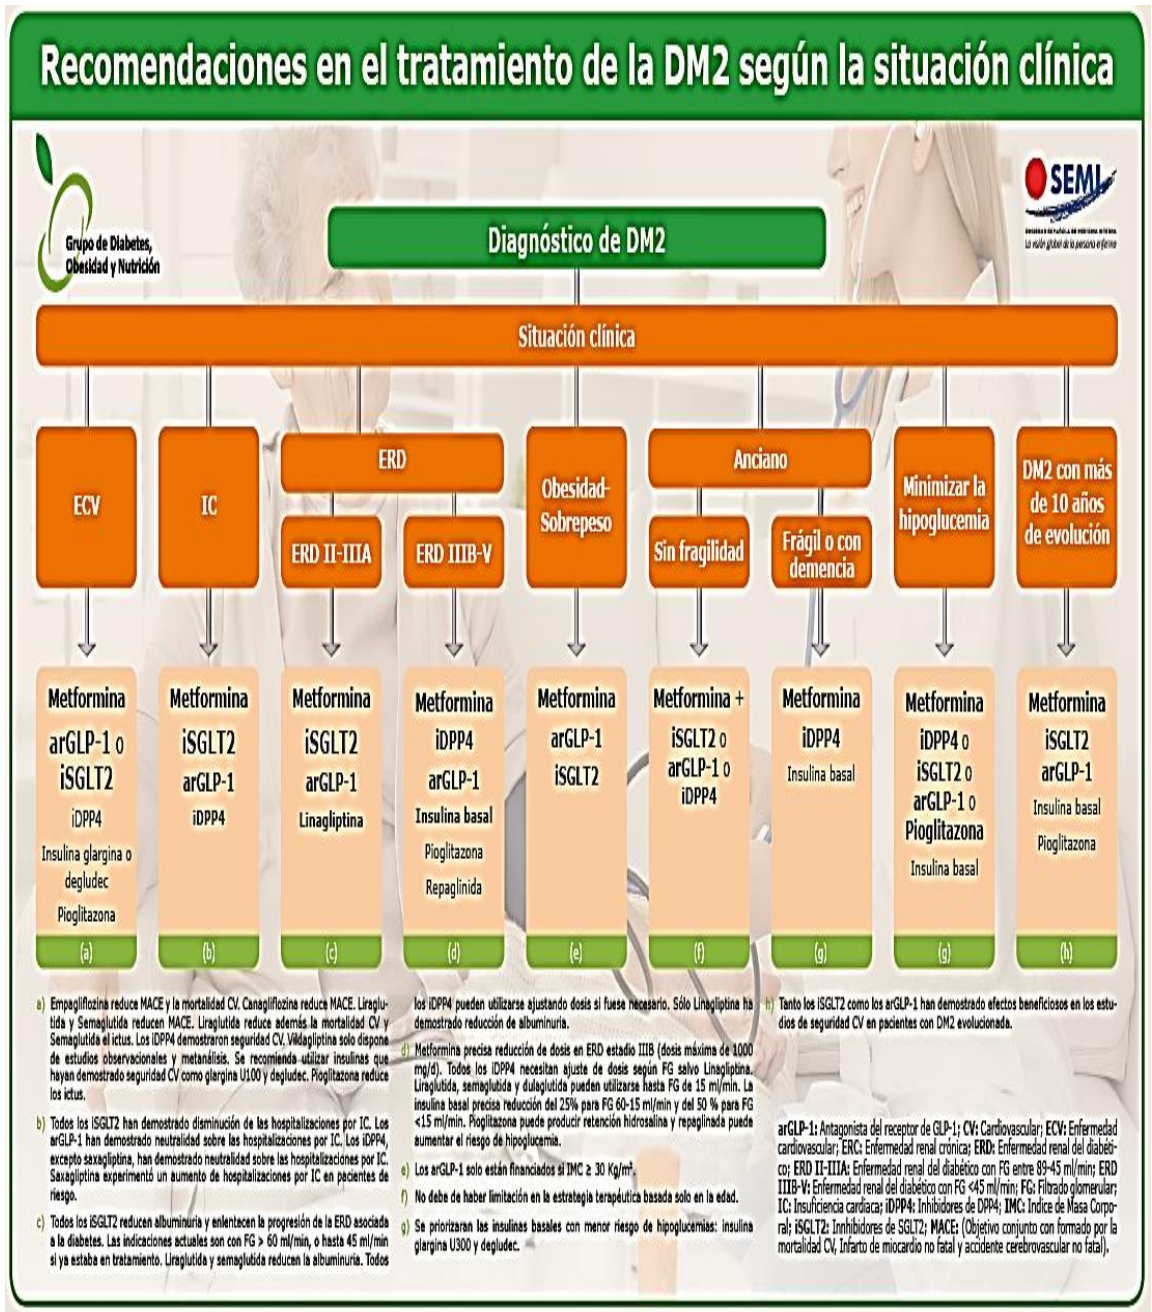 Recomendaciones en el tratamiento de la DM2 según la situación clínica
Grupo de Diabetes,
Obesidad y Nutrición
SEMI
La visión global de la persona enferma
Diagnóstico de DM2
Situación clínica
ECV
IC
ERD
ERD II-IIIA
ERD IIIB-V
Obesidad-
Sobrepeso
Anciano
Sin fragilidad
Frágil o con
demencia
Minimizar la
hipoglucemia
DM2 con más
de 10 años
de evolución
Metformina
arGLP-1 o
iSGLT2
iDPP4
Insulina glargina o
degludec
Pioglitazona
(a)
Metformina
iSGLT2
arGLP-1
iDPP4
(b)
Metformina
iSGLT2
arGLP-1
Linagliptina
(c)
Metformina
iDPP4
arGLP-1
Insulina basal
Pioglitazona
Repaglinida
(d)
Metformina
arGLP-1
iSGLT2
(e)
Metformina +
iSGLT2 o
arGLP-1 o
iDPP4
(f)
Metformina
iDPP4
Insulina basal
(g)
Metformina
iDPP4 o
iSGLT2 o
arGLP-1 o
Pioglitazona
Insulina basal
(g)
Metformina
iSGLT2
arGLP-1
Insulina basal
Pioglitazona
(h)
a) Empagliflozina reduce MACE y la mortalidad CV. Canagliflozina reduce MACE. Liraglu-
tida y Semaglutida reducen MACE. Liraglutida reduce además la mortalidad CV y
Semaglutida el ictus. Los iDPP4 demostraron seguridad CV, Vildagliptina solo dispone
de estudios observacionales y metanálisis. Se recomienda utilizar insulinas que
hayan demostrado seguridad CV como glargina U100 y degludec. Pioglitazona reduce
los ictus.
b) Todos los iSGLT2 han demostrado disminución de las hospitalizaciones por IC. Los
arGLP-1 han demostrado neutralidad sobre las hospitalizaciones por IC. Los iDPP4,
excepto saxagliptina, han demostrado neutralidad sobre las hospitalizaciones por IC.
Saxagliptina experimentó un aumento de hospitalizaciones por IC en pacientes de
riesgo.
c) Todos los iSGLT2 reducen albuminuria y enlentecen la progresión de la ERD asociada
a la diabetes. Las indicaciones actuales son con FG > 60 ml/min, o hasta 45 ml/min
si ya estaba en tratamiento. Liraglutida y semaglutida reducen la albuminuria. Todos
los iDPP4 pueden utilizarse ajustando dosis si fuese necesario. Sólo Linagliptina ha
demostrado reducción de albuminuria.
d) Metformina precisa reducción de dosis en ERD estadio IIIB (dosis máxima de 1000
mg/d). Todos los iDPP4 necesitan ajuste de dosis según FG salvo Linagliptina.
Liraglutida, semaglutida y dulaglutida pueden utilizarse hasta FG de 15 ml/min. La
insulina basal precisa reducción del 25% para FG 60-15 ml/min y del 50 % para FG
<15 ml/min. Pioglitazona puede producir retención hidrosalina y repaglinada puede
aumentar el riesgo de hipoglucemia.
e) Los arGLP-1 solo están financiados si IMC ≥ 30 Kg/m².
f) No debe de haber limitación en la estrategia terapéutica basada solo en la edad.
g) Se priorizaran las insulinas basales con menor riesgo de hipoglucemias: insulina
glargina U300 y degludec.
h) Tanto los iSGLT2 como los arGLP-1 han demostrado efectos beneficiosos en los estu-
dios de seguridad CV en pacientes con DM2 evolucionada.
arGLP-1: Antagonista del receptor de GLP-1; CV: Cardiovascular; ECV: Enfermedad
cardiovascular; ERC: Enfermedad renal crónica; ERD: Enfermedad renal del diabéti-
co; ERD II-IIIA: Enfermedad renal del diabético con FG entre 89-45 ml/min; ERD
IIIB-V: Enfermedad renal del diabético con FG <45 ml/min; FG: Filtrado glomerular;
IC: Insuficiencia cardiaca; iDPP4: Inhibidores de DPP4; IMC: Indice de Masa Corpo-
ral; iSGLT2: Innhibidores de SGLT2; MACE: (Objetivo conjunto con formado por la
mortalidad CV, Infarto de miocardio no fatal y accidente cerebrovascular no fatal).